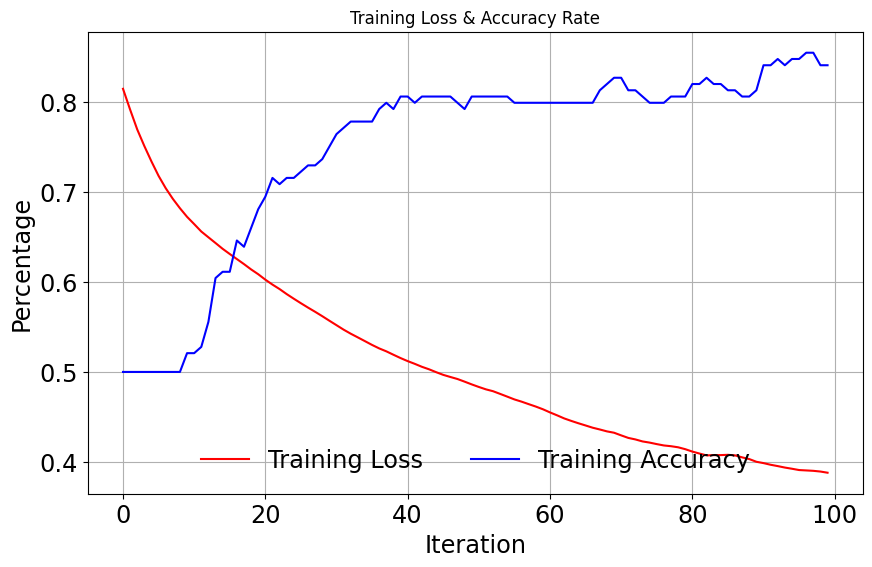 Training Loss & Accuracy Rate
Percentage
0.8
0.7
0.6
0.5
0.4
Training Loss Training Accuracy
0 20 40 60 80 100
Iteration